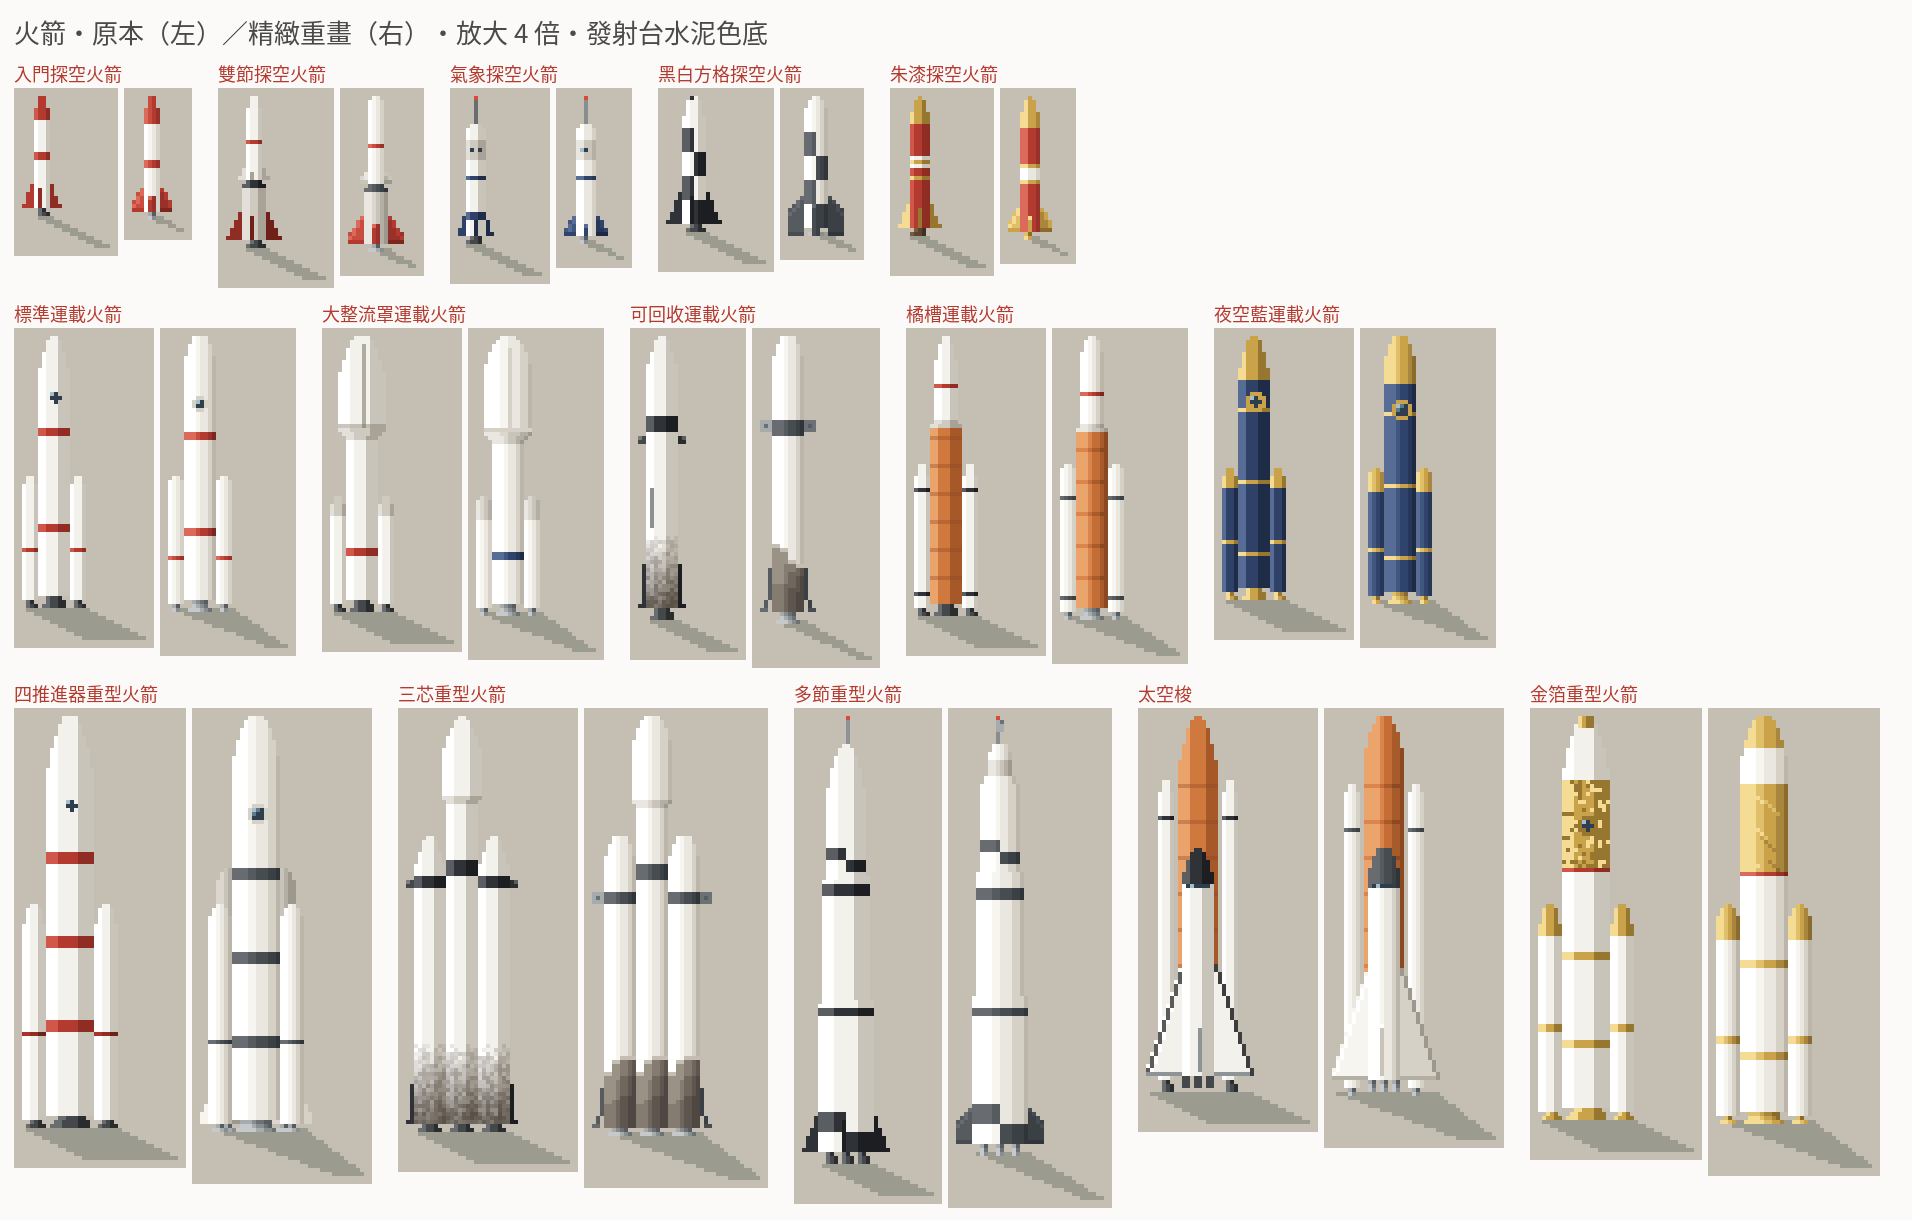 火箭・原本（左）／精緻重畫（右）・放大 4 倍・發射台水泥色底
入門探空火箭
雙節探空火箭
氣象探空火箭
黑白方格探空火箭
朱漆探空火箭
標準運載火箭
大整流罩運載火箭
可回收運載火箭
橘槽運載火箭
夜空藍運載火箭
四推進器重型火箭
三芯重型火箭
多節重型火箭
太空梭
金箔重型火箭